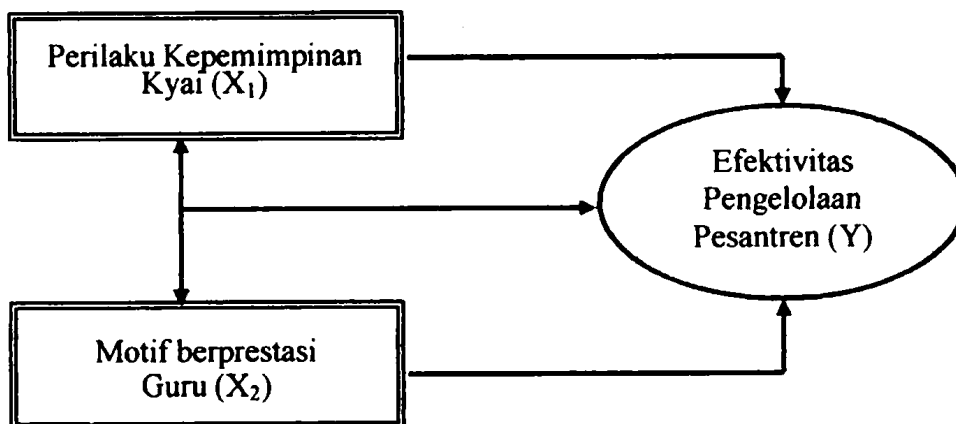 Perilaku Kepemimpinan
Kyai (X₁)
Efektivitas
Pengelolaan
Pesantren (Y)
Motif berprestasi
Guru (X₂)